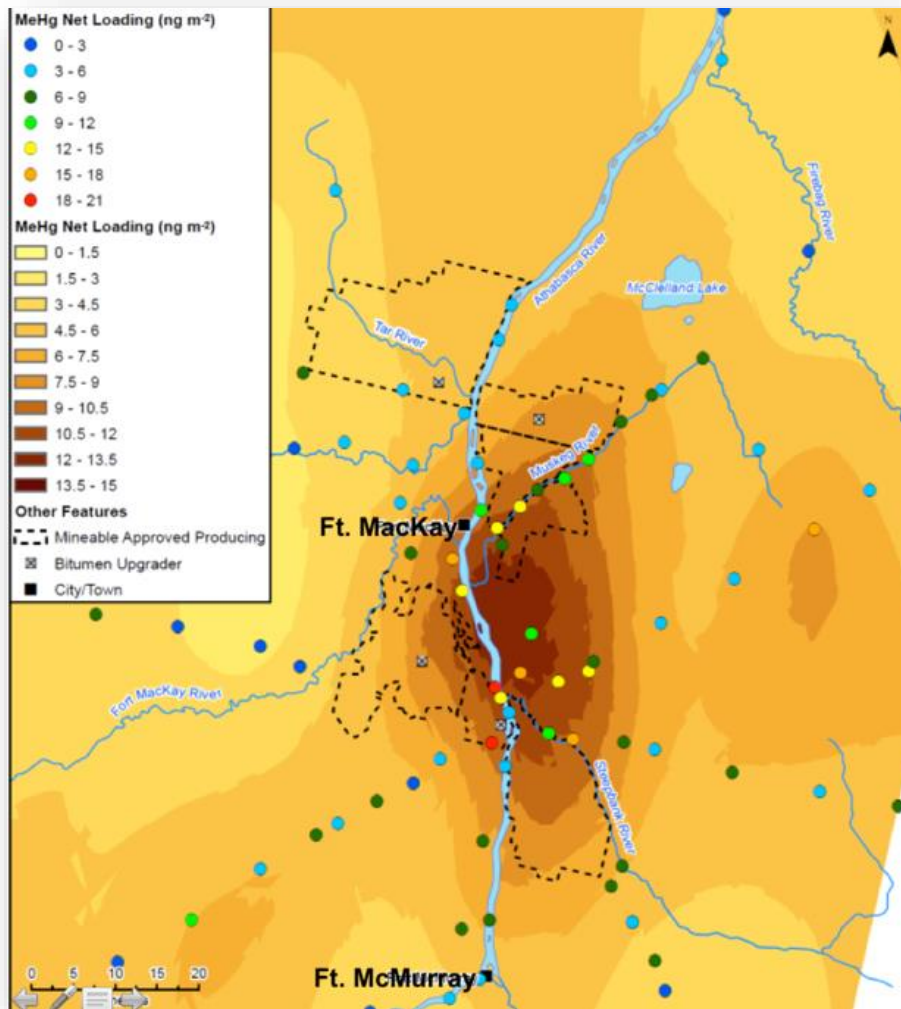 MeHg Net Loading (ng m-2)
0 - 3
3 - 6
6 - 9
9 - 12
12 - 15
15 - 18
18 - 21
MeHg Net Loading (ng m-2)
0 - 1.5
1.5 - 3
3 - 4.5
4.5 - 6
6 - 7.5
7.5 - 9
9 - 10.5
10.5 - 12
12 - 13.5
13.5 - 15
Other Features
Mineable Approved Producing
Bitumen Upgrader
City/Town
N
Firebag River
Athabasca River
McClelland Lake
Tar River
Muskeg River
Ft. MacKay
Fort MacKay River
Steepbank River
Ft. McMurray
0 5 10 15 20